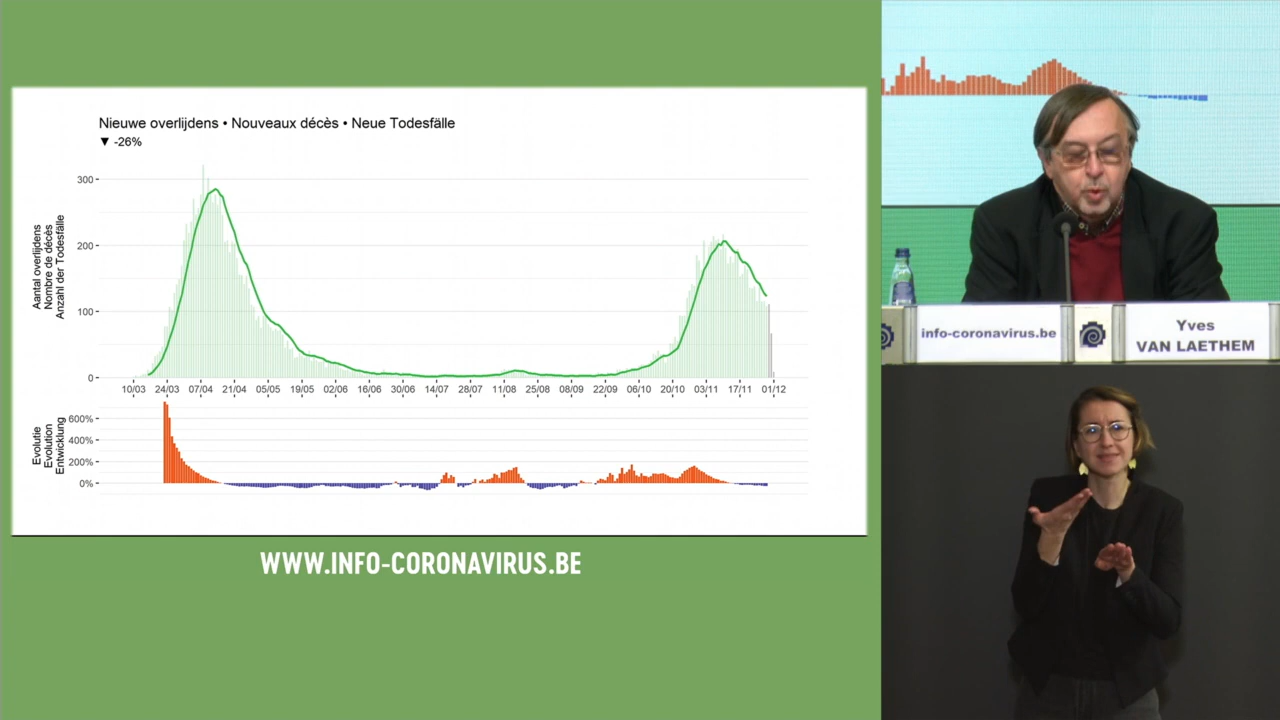 Nieuwe overlijdens • Nouveaux décès • Neue Todesfälle
▼ -26%
Aantal overlijdens
Nombre de décès
Anzahl der Todesfälle
300
200
100
0
10/03 24/03 07/04 21/04 05/05 19/05 02/06 16/06 30/06 14/07 28/07 11/08 25/08 08/09 22/09 06/10 20/10 03/11 17/11 01/12
Evolutie
Evolution
Entwicklung
600%
400%
200%
0%
WWW.INFO-CORONAVIRUS.BE
info-coronavirus.be
Yves
VAN LAETHEM